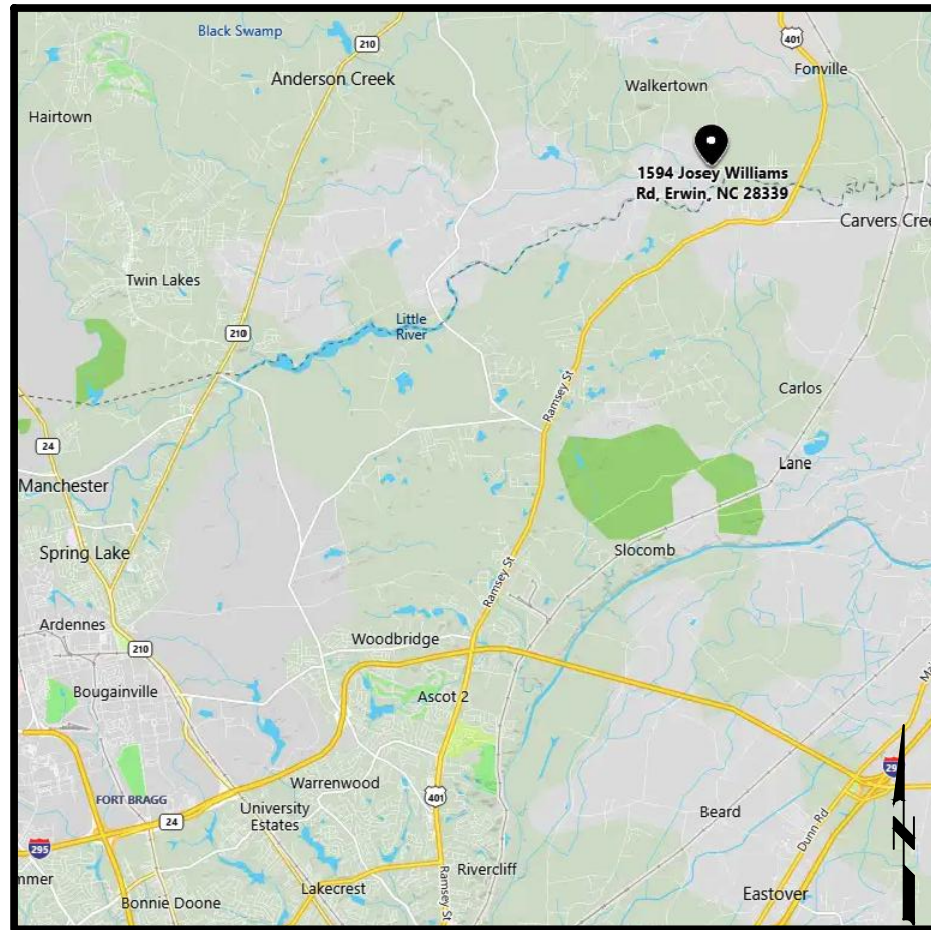 Black Swamp
210
401
Fonville
Anderson Creek
Walkertown
Hairtown
1594 Josey Williams
Rd, Erwin, NC 28339
Carvers Cree
Twin Lakes
Little
River
210
Ramsey St
Carlos
24
Lane
Manchester
Spring Lake
Slocomb
Ramsey St
Ardennes
Woodbridge
210
Bougainville
Ascot 2
Warrenwood
FORT BRAGG
401
24
University
Estates
Beard
Dunn Rd
295
Rivercliff
mmer
Lakecrest
Ramsey St
Eastover
Bonnie Doone
N